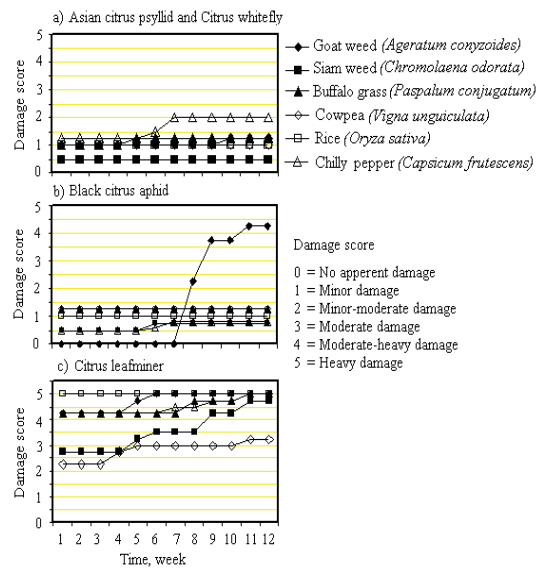 a) Asian citrus psyllid and Citrus whitefly
Damage score
5
4
3
2
1
0
Goat weed (Ageratum conyzoides)
Siam weed (Chromolaena odorata)
Buffalo grass (Paspalum conjugatum)
Cowpea (Vigna unguiculata)
Rice (Oryza sativa)
Chilly pepper (Capsicum frutescens)
b) Black citrus aphid
Damage score
5
4
3
2
1
0
Damage score
0 = No apparent damage
1 = Minor damage
2 = Minor-moderate damage
3 = Moderate damage
4 = Moderate-heavy damage
5 = Heavy damage
c) Citrus leafminer
Damage score
5
4
3
2
1
0
1 2 3 4 5 6 7 8 9 10 11 12
Time, week